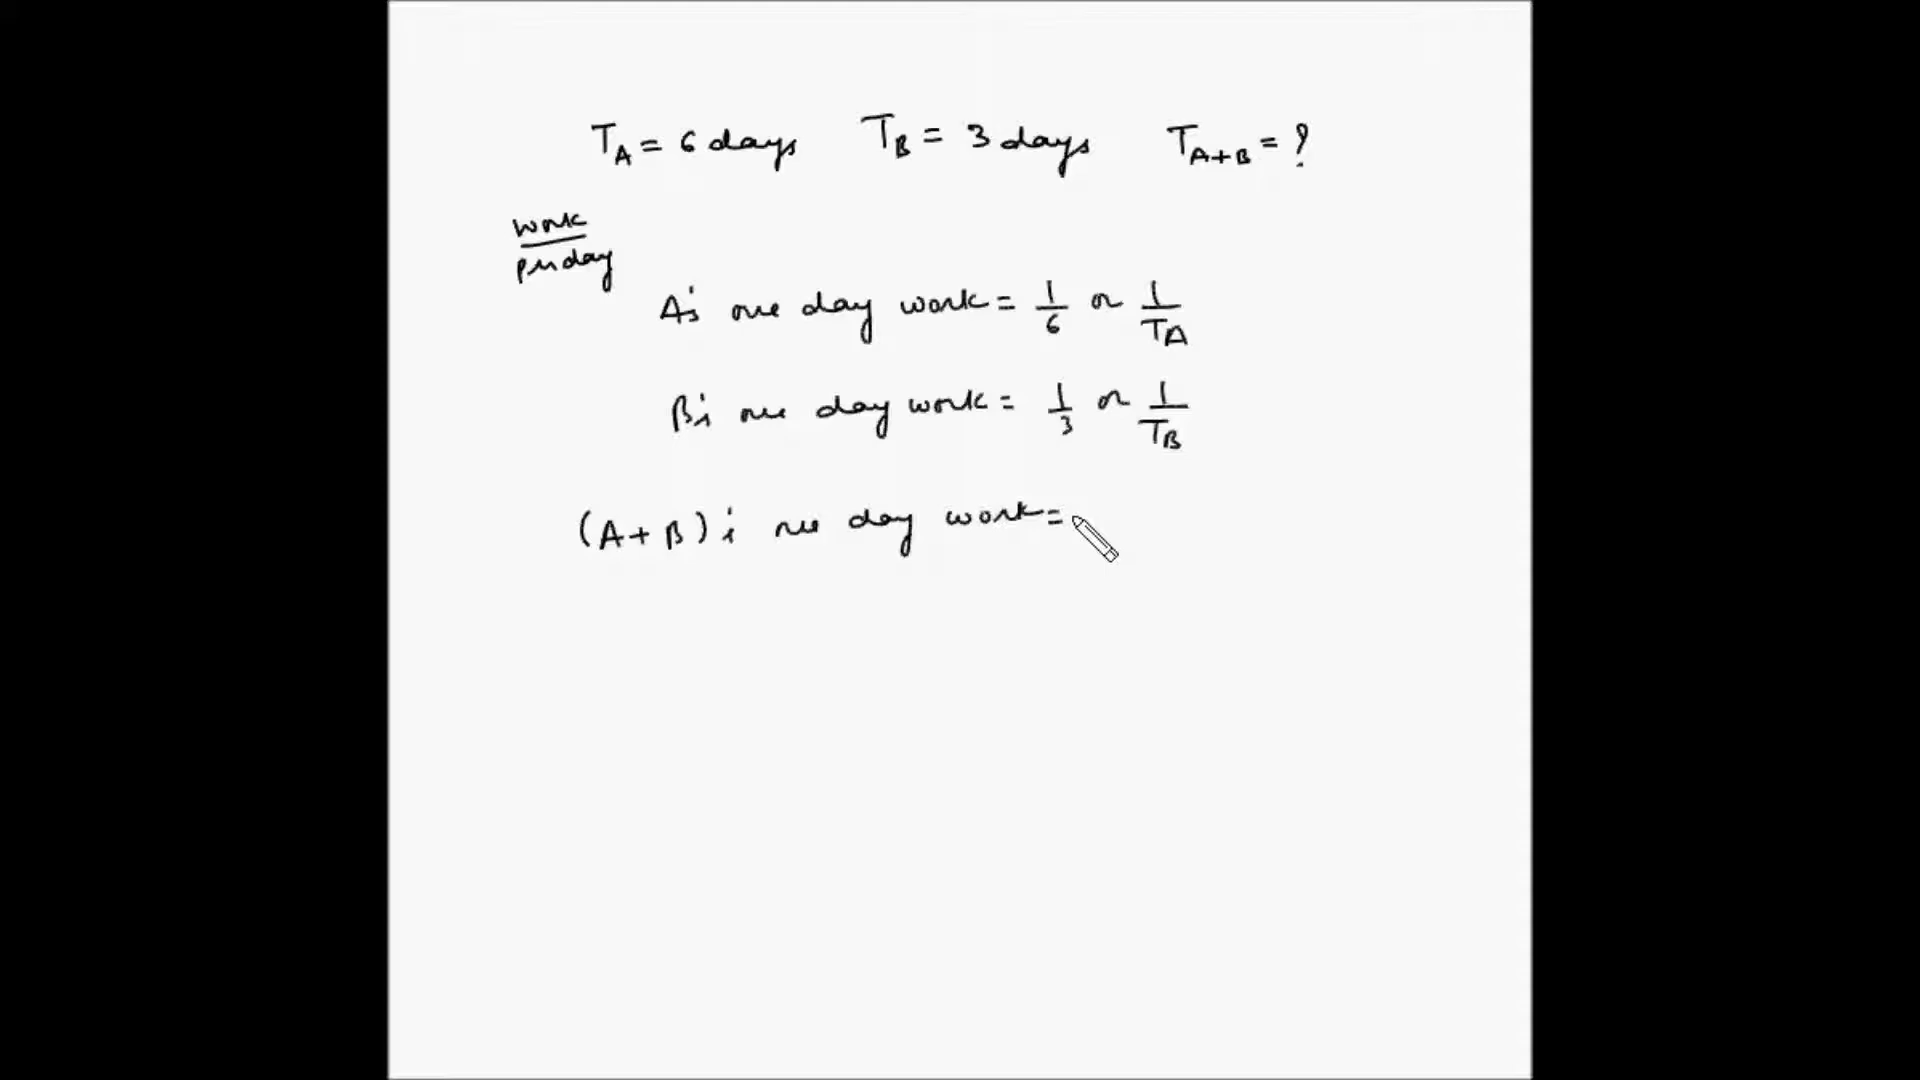 T_A = 6 days T_B = 3 days T_A+B = ?
work
per day
A's one day work = 1/6 or 1/T_A
B's one day work = 1/3 or 1/T_B
(A+B)'s one day work =